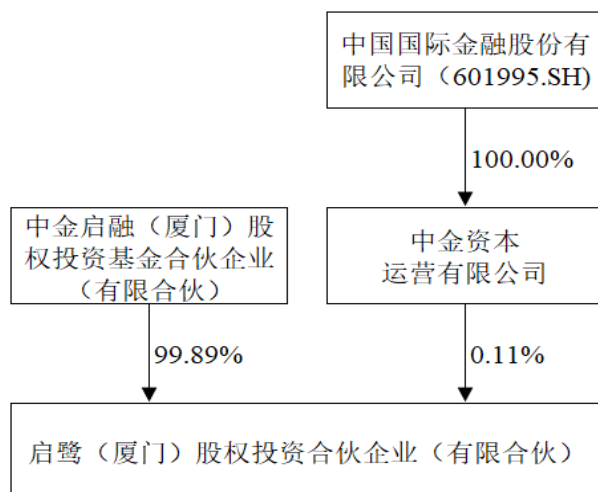 中国国际金融股份有
限公司（601995.SH)
100.00%
中金启融（厦门）股
权投资基金合伙企业
（有限合伙）
中金资本
运营有限公司
99.89%
0.11%
启鹭（厦门）股权投资合伙企业（有限合伙）